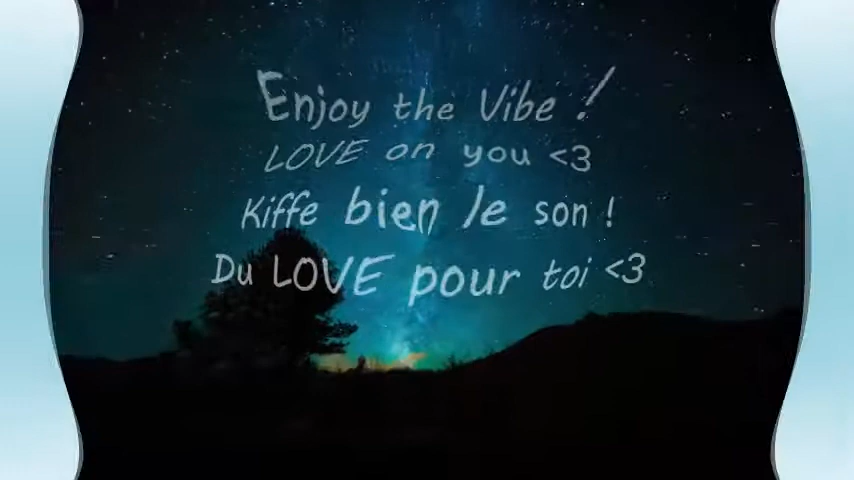 Enjoy the Vibe !
LOVE on you <3
Kiffe bien le son !
Du LOVE pour toi <3